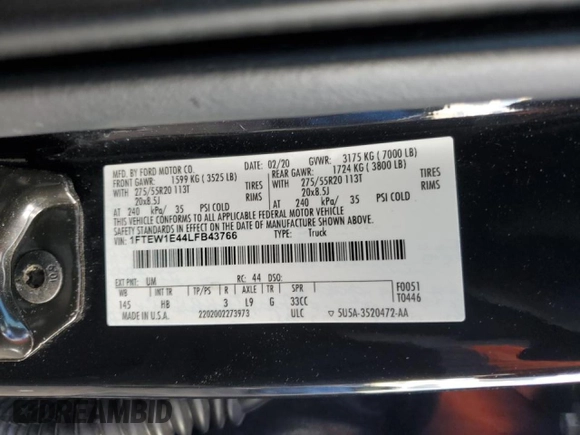 MFD. BY FORD MOTOR CO. 02/20 GVWR: 3175 KG ( 7000 LB)
FRONT GAWR: 1599 KG ( 3525 LB) REAR GAWR: 1724 KG ( 3800 LB)
WITH 275/55R20 113T TIRES WITH 275/55R20 113T TIRES
20x8.5J RIMS 20x8.5J RIMS
AT 240 kPa/ 35 PSI COLD AT 240 kPa/ 35 PSI COLD
THIS VEHICLE CONFORMS TO ALL APPLICABLE FEDERAL MOTOR VEHICLE
SAFETY STANDARDS IN EFFECT ON THE DATE OF MANUFACTURE SHOWN ABOVE.
VIN: 1FTEW1E44LFB43766 TYPE: Truck
EXT PNT: UM RC: 44 DSO: F0051
WB INT TR TP/PS R AXLE TR SPR T0446
145 HB 3 L9 G 33CC
MADE IN U.S.A. 2202002273973 ULC ▽ 5U5A-3520472-AA
DREAMBID